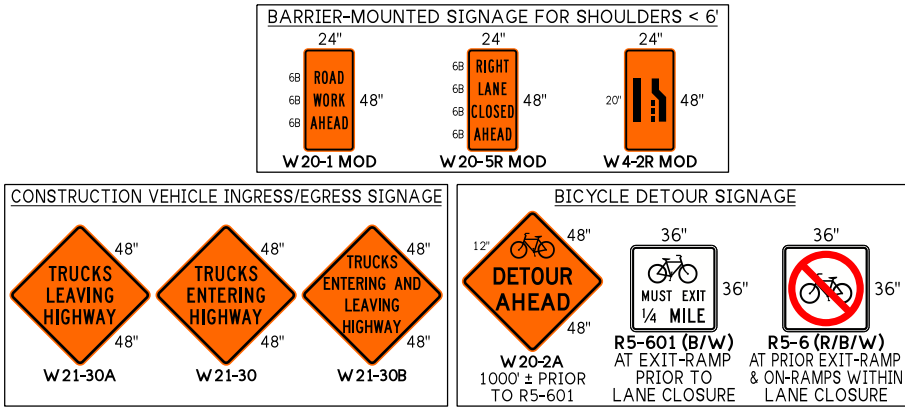 BARRIER-MOUNTED SIGNAGE FOR SHOULDERS < 6'
24"
6B
6B
6B
ROAD
WORK
AHEAD
48"
W20-1 MOD
24"
6B
6B
6B
6B
RIGHT
LANE
CLOSED
AHEAD
48"
W20-5R MOD
24"
20"
48"
W4-2R MOD
CONSTRUCTION VEHICLE INGRESS/EGRESS SIGNAGE
48"
TRUCKS
LEAVING
HIGHWAY
48"
W21-30A
48"
TRUCKS
ENTERING
HIGHWAY
48"
W21-30
48"
TRUCKS
ENTERING AND
LEAVING
HIGHWAY
48"
W21-30B
BICYCLE DETOUR SIGNAGE
12"
48"
DETOUR
AHEAD
48"
W20-2A
1000' ± PRIOR
TO R5-601
36"
MUST EXIT
1/4 MILE
36"
R5-601 (B/W)
AT EXIT-RAMP
PRIOR TO
LANE CLOSURE
36"
36"
R5-6 (R/B/W)
AT PRIOR EXIT-RAMP
& ON-RAMPS WITHIN
LANE CLOSURE